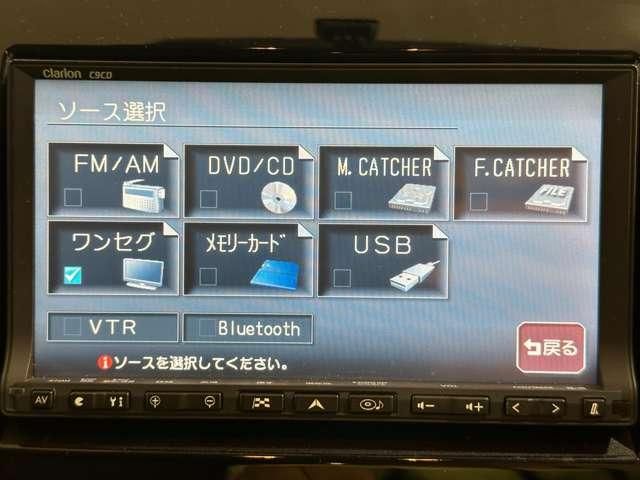 Clarion C9CD
ソース選択
FM/AM
DVD/CD
M.CATCHER
F.CATCHER
FILE
ワンセグ
メモリーカード
USB
VTR
Bluetooth
戻る
ソースを選択してください。
AV